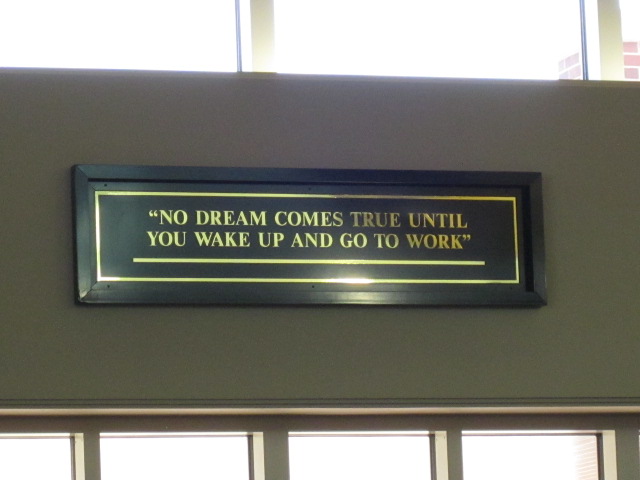 “NO DREAM COMES TRUE UNTIL
YOU WAKE UP AND GO TO WORK”